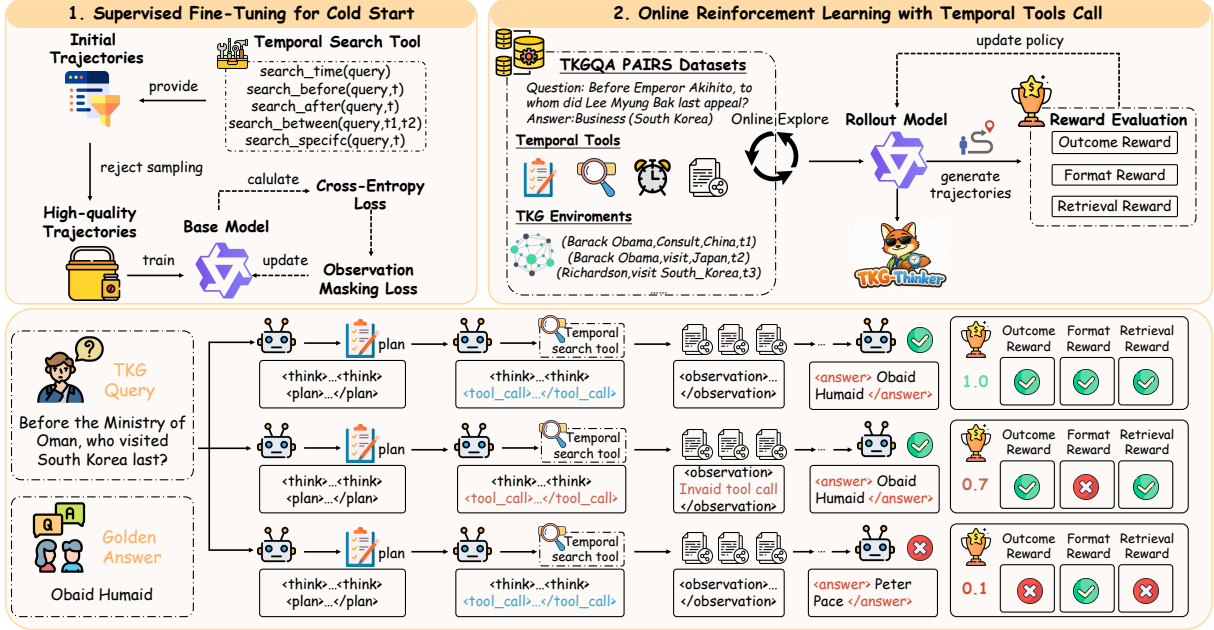 1. Supervised Fine-Tuning for Cold Start
Initial
Trajectories
provide
Temporal Search Tool
search_time(query)
search_before(query,t)
search_after(query,t)
search_between(query,t1,t2)
search_specifc(query,t)
reject sampling
High-quality
Trajectories
train
Base Model
calulate
Cross-Entropy
Loss
update
Observation
Masking Loss
2. Online Reinforcement Learning with Temporal Tools Call
TKGQA PAIRS Datasets
Question: Before Emperor Akihito, to
whom did Lee Myung Bak last appeal?
Answer:Business (South Korea)
Temporal Tools
TKG Enviroments
(Barack Obama,Consult,China,t1)
(Barack Obama,visit,Japan,t2)
(Richardson,visit South_Korea,t3)
......
Online Explore
update policy
Rollout Model
generate
trajectories
TKG-Thinker
Reward Evaluation
Outcome Reward
Format Reward
Retrieval Reward
TKG
Query
Before the Ministry of
Oman, who visited
South Korea last?
Q A
Golden
Answer
Obaid Humaid
plan
<think>...<think>
<plan>...</plan>
Temporal
search tool
<think>...<think>
<tool_call>...</tool_call>
<observation>...
</observation>
...
<answer> Obaid
Humaid </answer>
1.0
Outcome
Reward
Format
Reward
Retrieval
Reward
plan
<think>...<think>
<plan>...</plan>
Temporal
search tool
<think>...<think>
<tool_call>...</tool_call>
<observation>
Invaid tool call
</observation>
...
<answer> Obaid
Humaid </answer>
0.7
Outcome
Reward
Format
Reward
Retrieval
Reward
plan
<think>...<think>
<plan>...</plan>
Temporal
search tool
<think>...<think>
<tool_call>...</tool_call>
<observation>...
</observation>
...
<answer> Peter
Pace </answer>
0.1
Outcome
Reward
Format
Reward
Retrieval
Reward